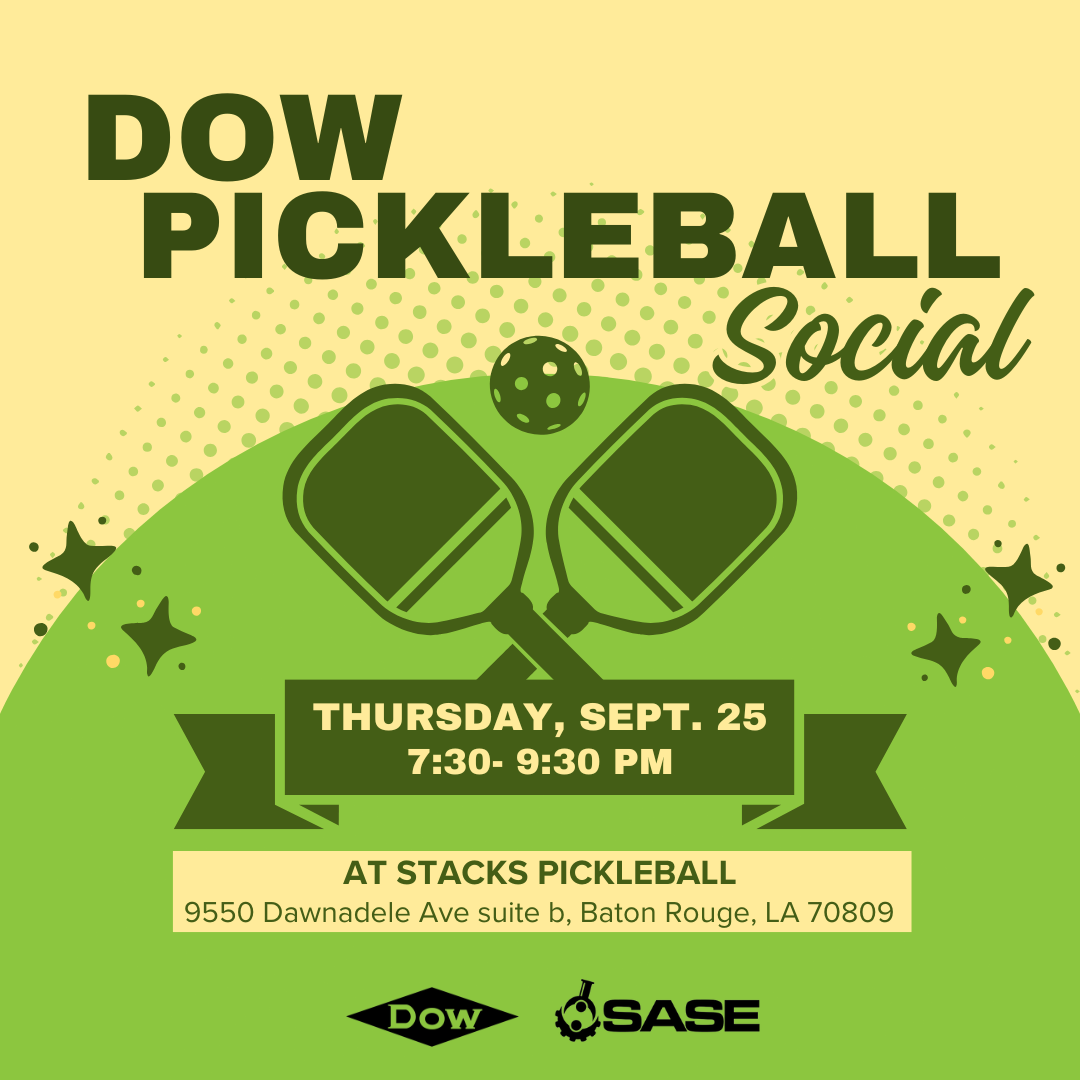 DOW
PICKLEBALL
Social
THURSDAY, SEPT. 25
7:30- 9:30 PM
AT STACKS PICKLEBALL
9550 Dawnadele Ave suite b, Baton Rouge, LA 70809
Dow SASE